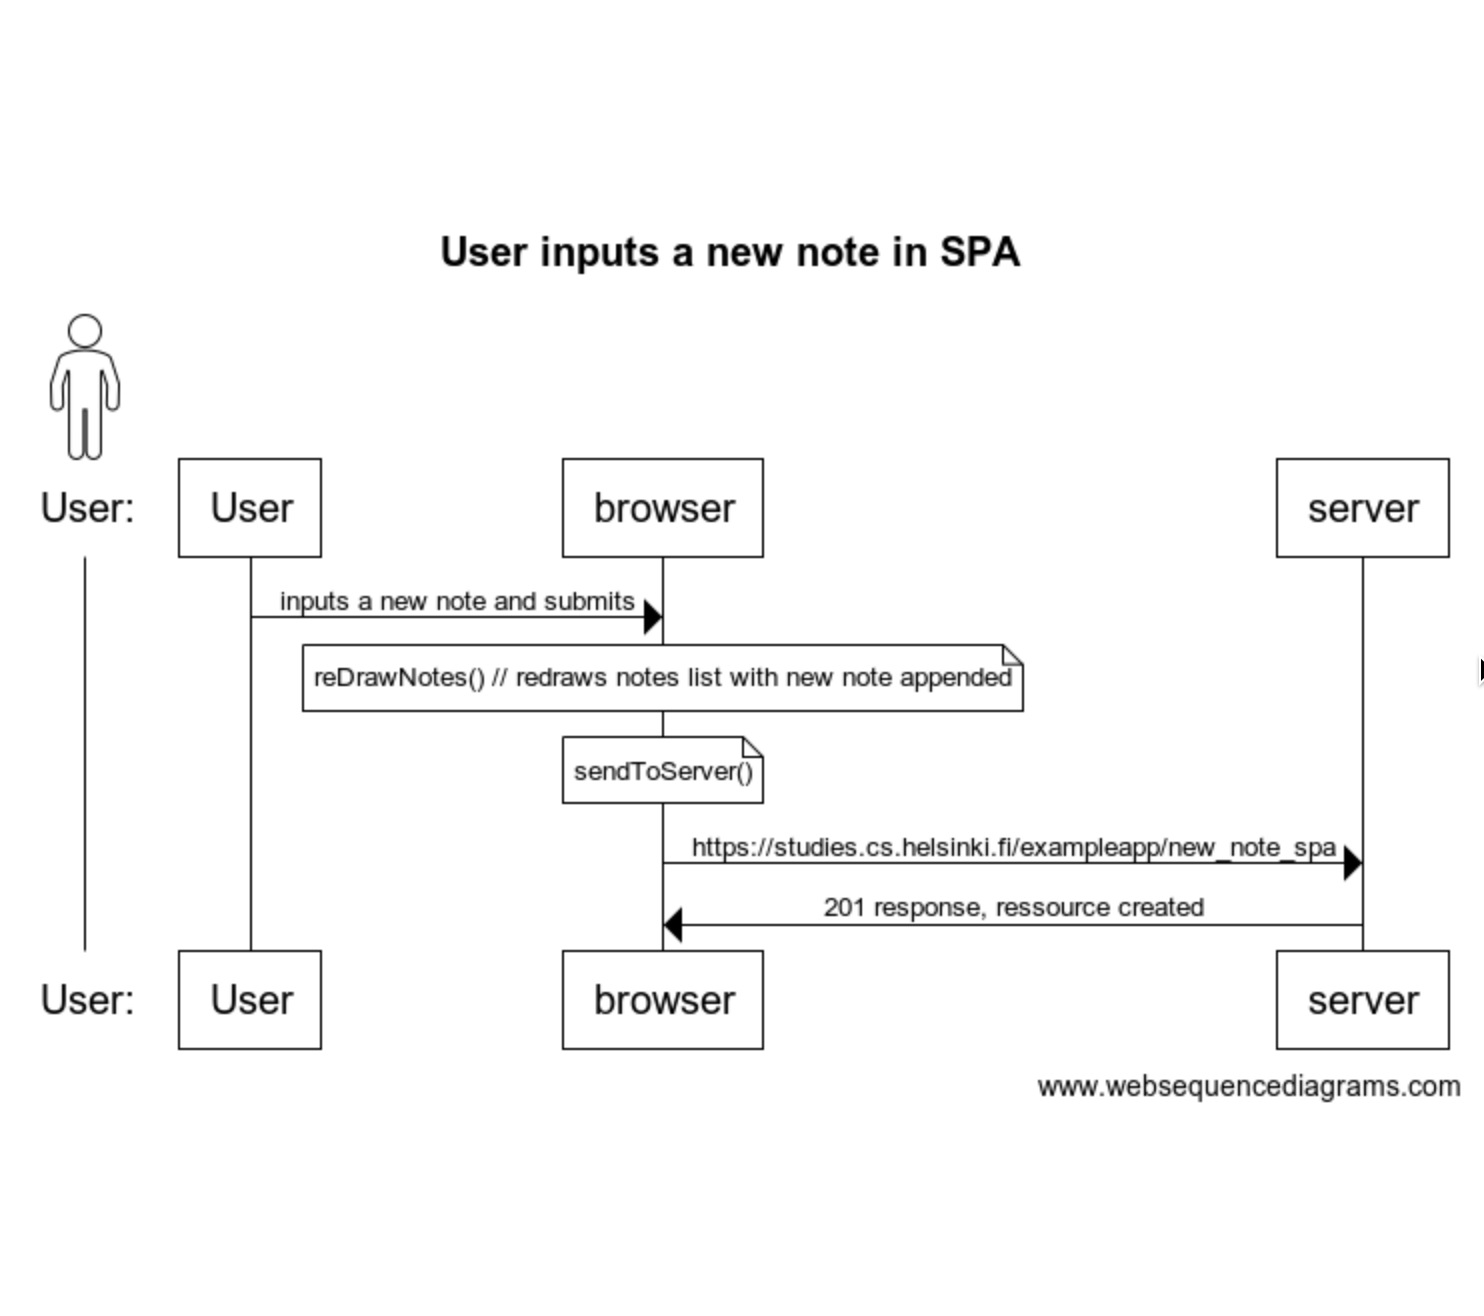 User inputs a new note in SPA
User:
User
browser
server
inputs a new note and submits
reDrawNotes() // redraws notes list with new note appended
sendToServer()
https://studies.cs.helsinki.fi/exampleapp/new_note_spa
201 response, ressource created
User:
User
browser
server
www.websequencediagrams.com